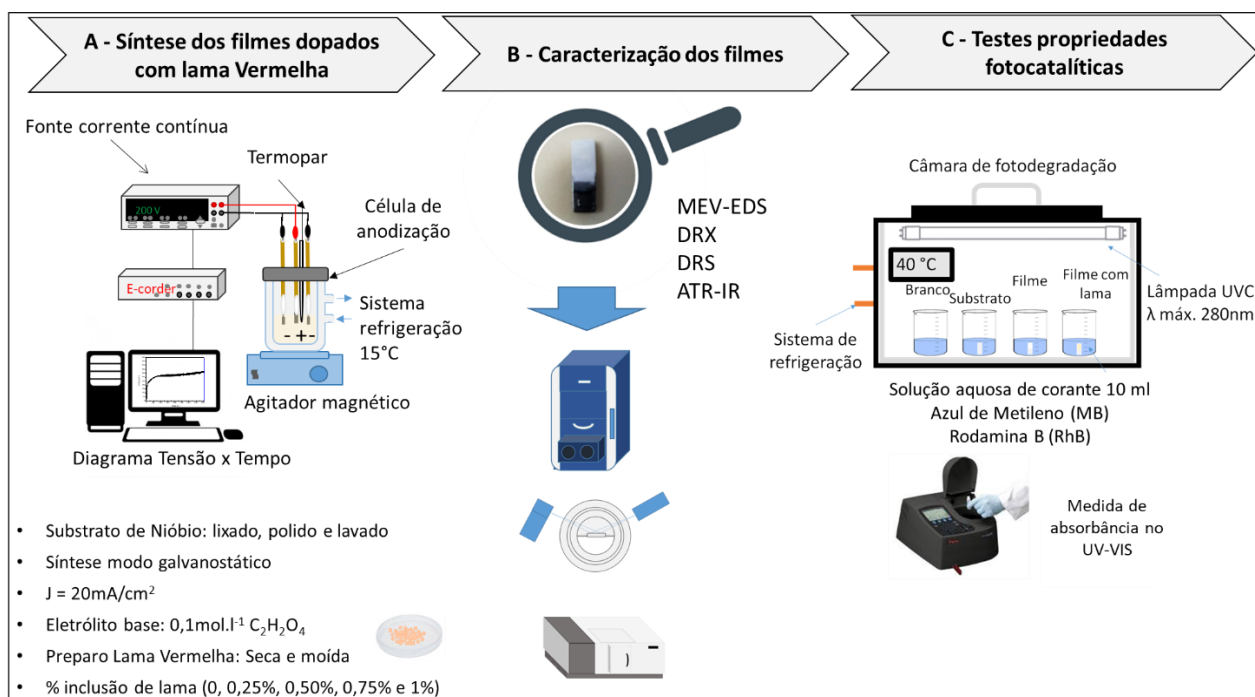 A - Síntese dos filmes dopados
com lama Vermelha
B - Caracterização dos filmes
C - Testes propriedades
fotocatalíticas
Fonte corrente contínua
Termopar
200 V
Célula de
anodização
E-corder
Sistema
refrigeração
15°C
- + -
Agitador magnético
Diagrama Tensão x Tempo
• Substrato de Nióbio: lixado, polido e lavado
• Síntese modo galvanostático
• J = 20mA/cm²
• Eletrólito base: 0,1mol.l⁻¹ C₂H₂O₄
• Preparo Lama Vermelha: Seca e moída
• % inclusão de lama (0, 0,25%, 0,50%, 0,75% e 1%)
MEV-EDS
DRX
DRS
ATR-IR
Câmara de fotodegradação
40 °C
Branco
Substrato
Filme
Filme com
lama
Lâmpada UVC
λ máx. 280nm
Sistema de
refrigeração
Solução aquosa de corante 10 ml
Azul de Metileno (MB)
Rodamina B (RhB)
Medida de
absorbância no
UV-VIS